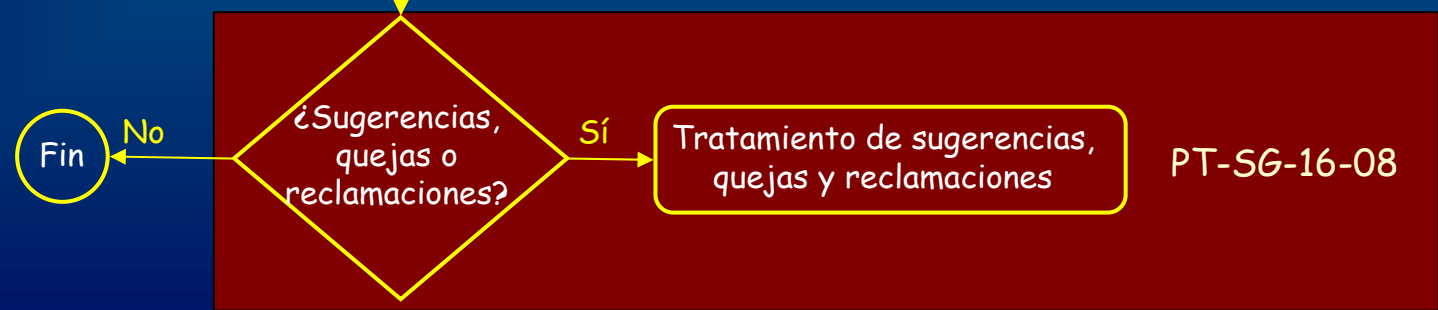 Fin
No
¿Sugerencias,
quejas o
reclamaciones?
Sí
Tratamiento de sugerencias,
quejas y reclamaciones
PT-SG-16-08